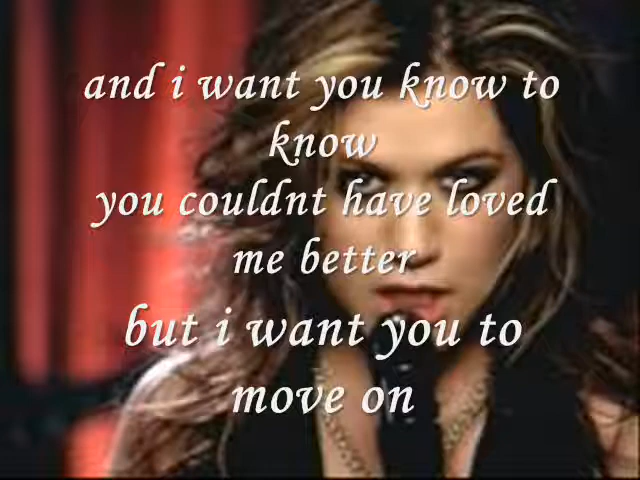 and i want you know to
know
you couldnt have loved
me better
but i want you to
move on